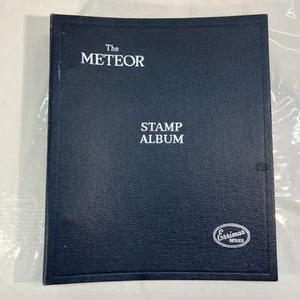 The
METEOR
STAMP
ALBUM
Errimar
SERIES